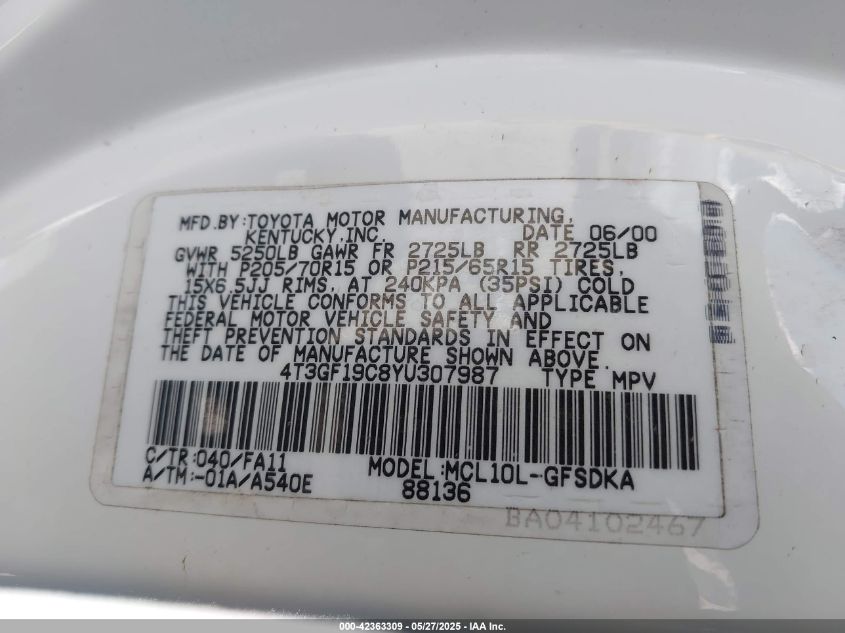 MFD.BY:TOYOTA MOTOR MANUFACTURING,
KENTUCKY,INC. DATE 06/00
GVWR 5250LB GAWR FR 2725LB RR 2725LB
WITH P205/70R15 OR P215/65R15 TIRES,
15X6.5JJ RIMS, AT 240KPA (35PSI) COLD
THIS VEHICLE CONFORMS TO ALL APPLICABLE
FEDERAL MOTOR VEHICLE SAFETY AND
THEFT PREVENTION STANDARDS IN EFFECT ON
THE DATE OF MANUFACTURE SHOWN ABOVE.
4T3GF19C8YU307987 TYPE MPV
C/TR:040/FA11 MODEL:MCL10L-GFSDKA
A/TM:-01A/A540E 88136
BA04102467
000-42363309 - 05/27/2025 - IAA Inc.